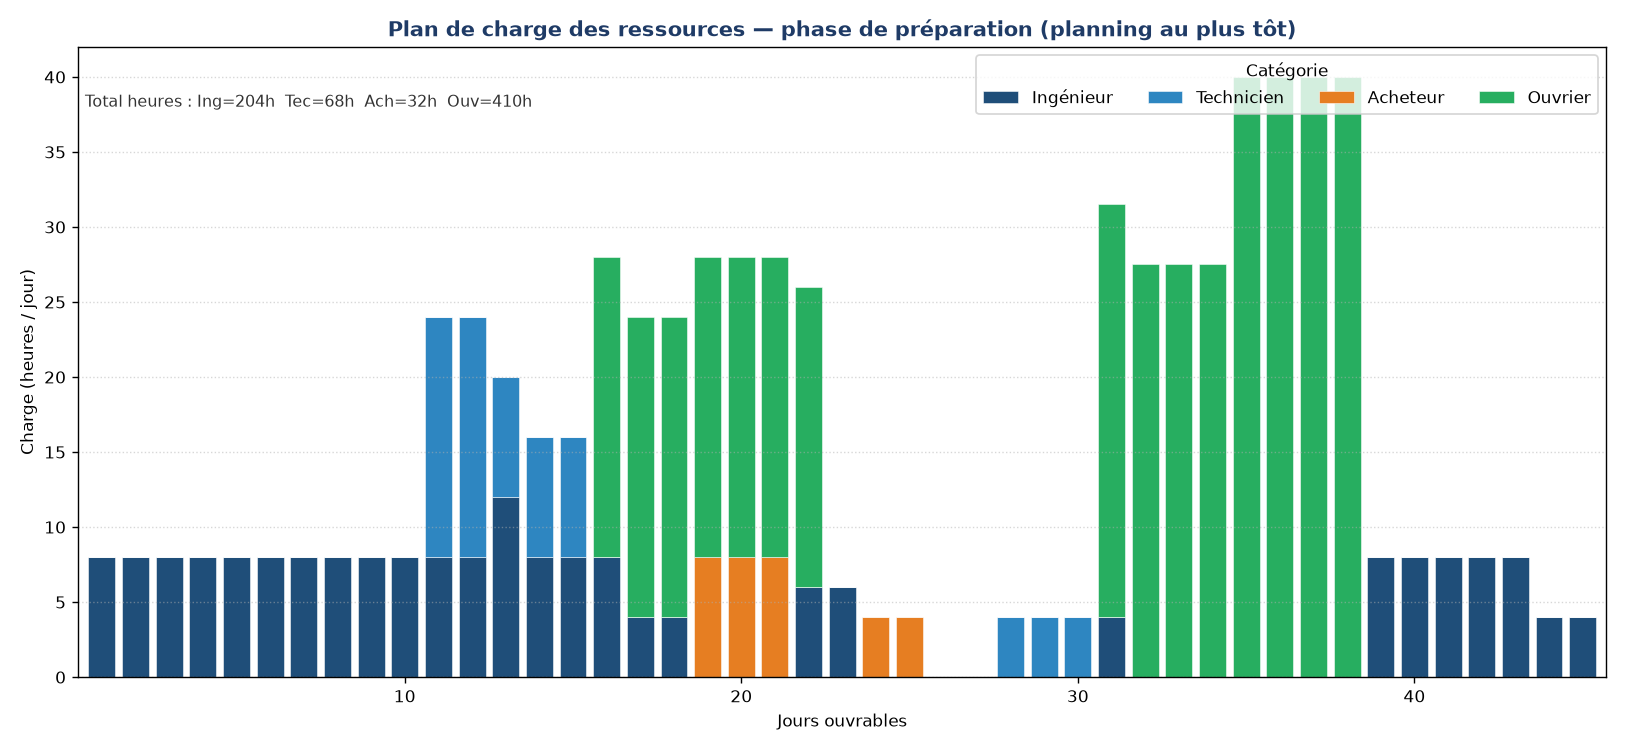 Plan de charge des ressources — phase de préparation (planning au plus tôt)
Total heures : Ing=204h  Tec=68h  Ach=32h  Ouv=410h
Catégorie
Ingénieur
Technicien
Acheteur
Ouvrier
Charge (heures / jour)
40
35
30
25
20
15
10
5
0
10
20
30
40
Jours ouvrables